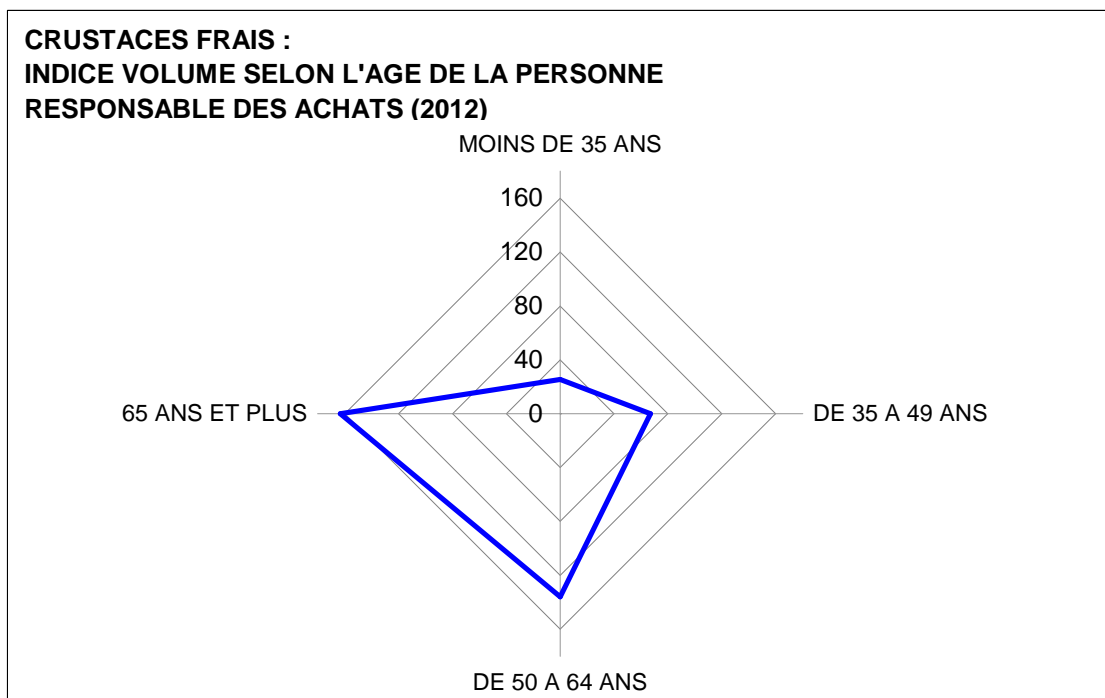 CRUSTACES FRAIS :
INDICE VOLUME SELON L'AGE DE LA PERSONNE
RESPONSABLE DES ACHATS (2012)
MOINS DE 35 ANS
160
120
80
40
0
65 ANS ET PLUS
DE 35 A 49 ANS
DE 50 A 64 ANS